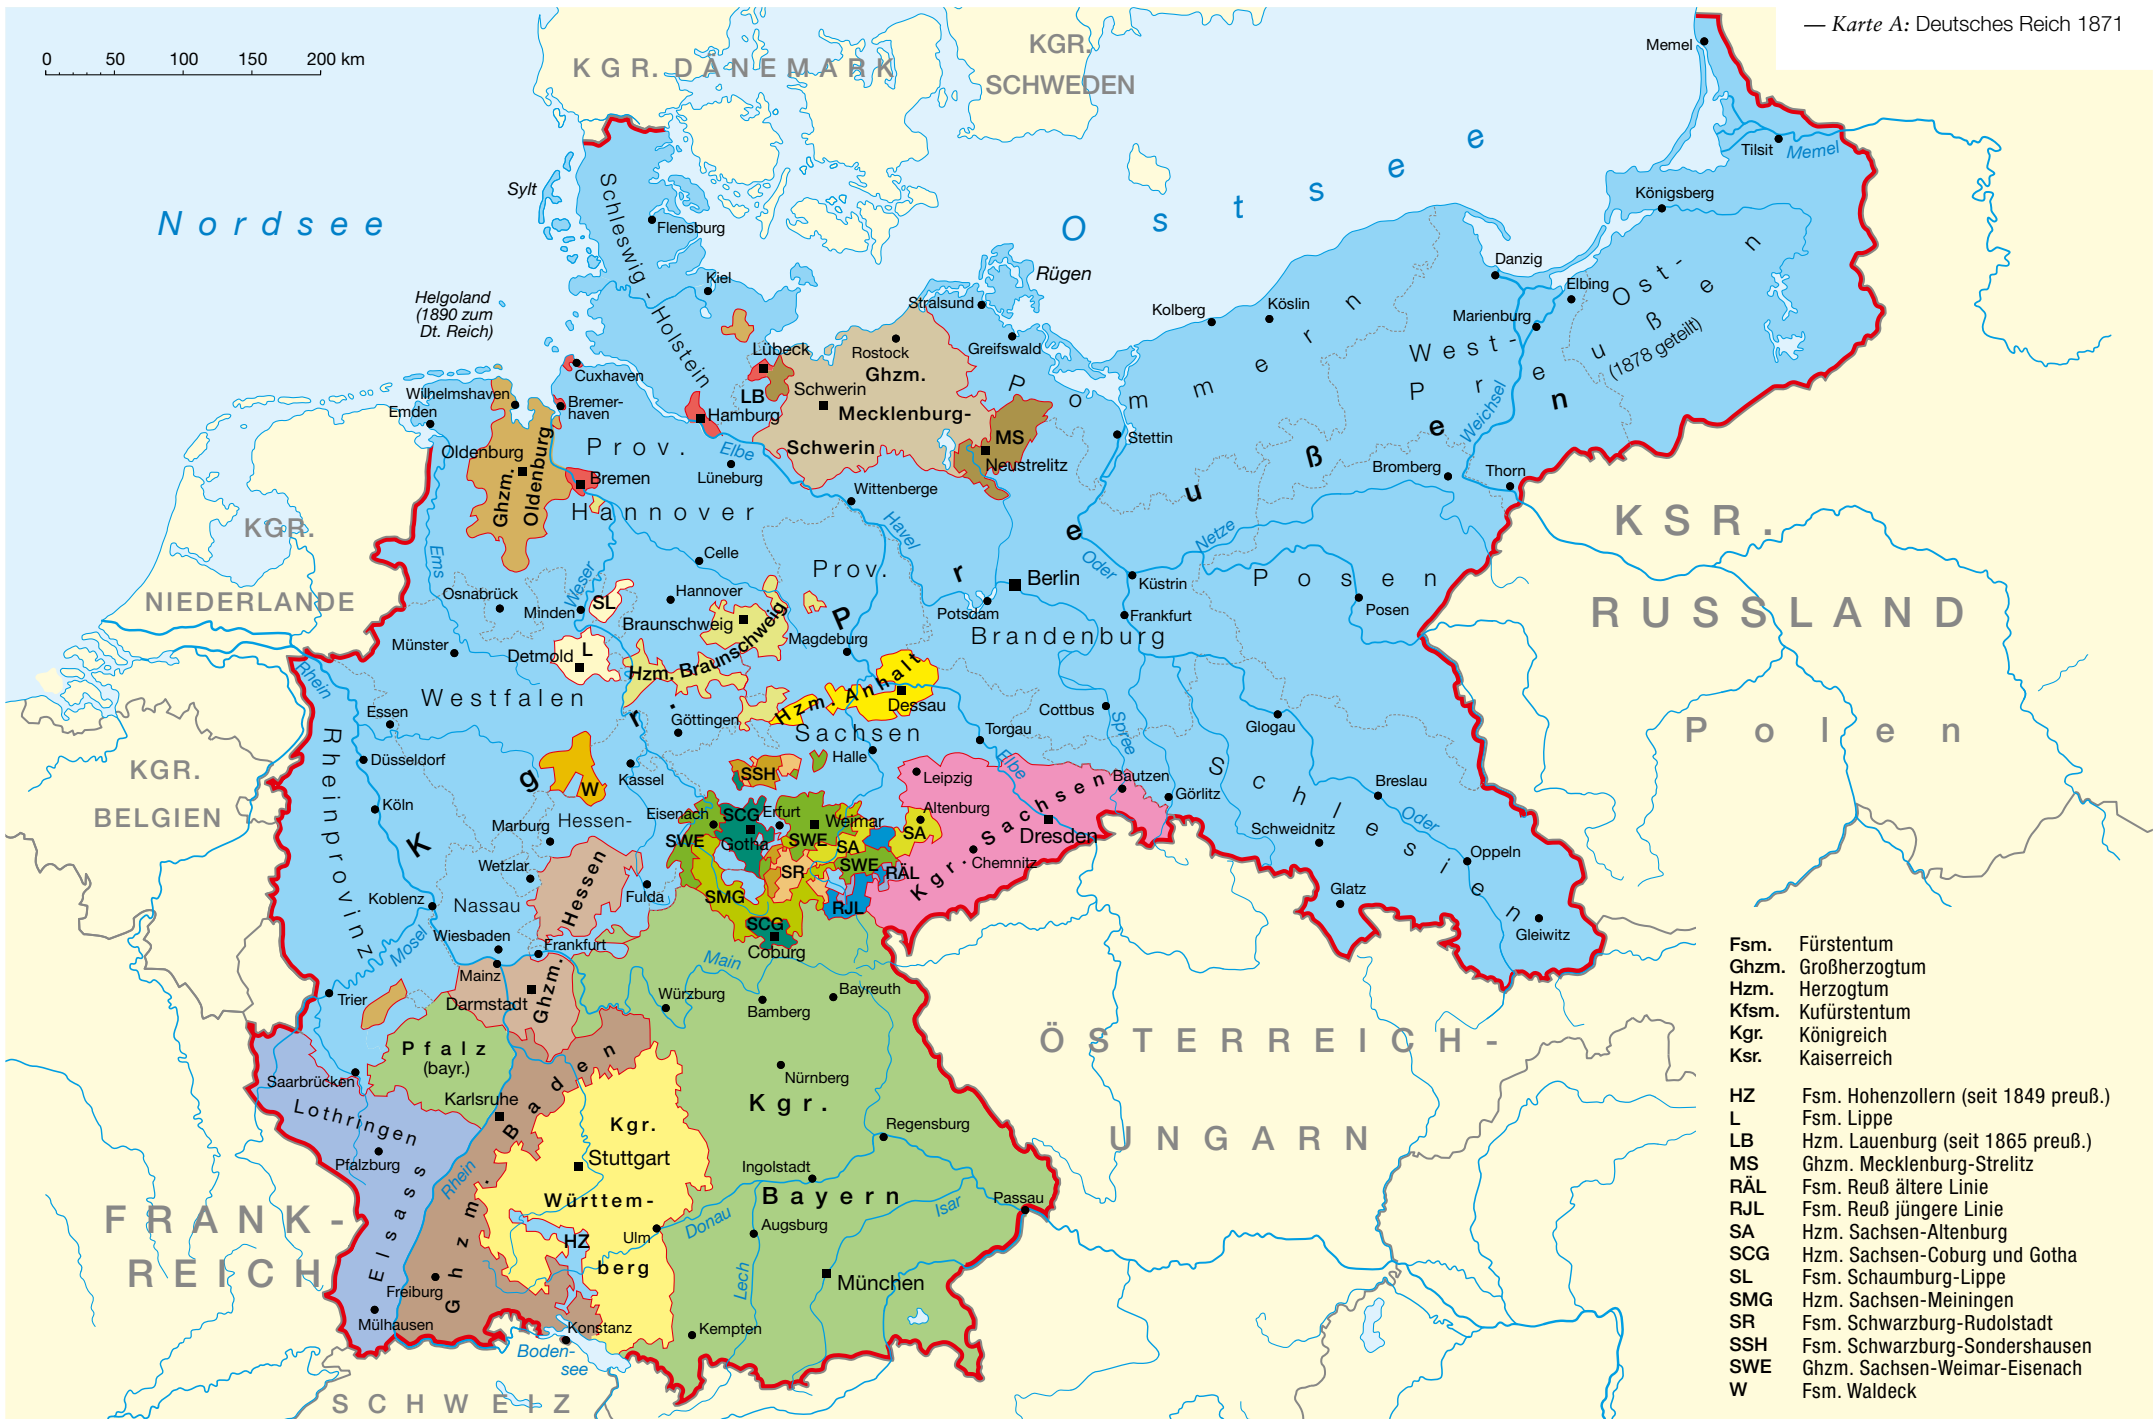 — Karte A: Deutsches Reich 1871
0 50 100 150 200 km
KGR. DÄNEMARK
KGR.
SCHWEDEN
Memel
Tilsit
Memel
Königsberg
Nordsee
Ostsee
Sylt
Flensburg
Schleswig-Holstein
Kiel
Helgoland
(1890 zum
Dt. Reich)
Rügen
Stralsund
Greifswald
Kolberg
Köslin
Danzig
Elbing
Marienburg
Ost-
West-
Preußen
(1878 geteilt)
Pommern
Cuxhaven
Lübeck
LB
Rostock
Ghzm.
Schwerin
Mecklenburg-
Schwerin
Wilhelmshaven
Emden
Bremer-
haven
Hamburg
MS
Neustrelitz
Stettin
Weichsel
Bromberg
Thorn
Oldenburg
Ghzm.
Oldenburg
Bremen
Prov.
Hannover
Elbe
Lüneburg
Wittenberge
Havel
KGR.
NIEDERLANDE
Ems
Weser
Celle
Prov.
Osnabrück
Minden
SL
Hannover
Braunschweig
Magdeburg
Berlin
Potsdam
Brandenburg
Oder
Netze
Küstrin
Frankfurt
Posen
Posen
KSR.
RUSSLAND
Polen
Münster
Detmold
L
Hzm. Braunschweig
Hzm. Anhalt
Dessau
Rhein
Westfalen
Essen
Göttingen
Sachsen
Halle
Torgau
Cottbus
Spree
Glogau
Rheinprovinz
Düsseldorf
W
Kassel
SSH
Leipzig
Elbe
Bautzen
Görlitz
Schlesien
Breslau
Oder
KGR.
BELGIEN
Köln
Kgr. Preußen
Marburg
Hessen-
Eisenach
SCG
Erfurt
Gotha
Weimar
SWE
SWE
SA
SWE
Altenburg
SA
Kgr. Sachsen
Dresden
Chemnitz
Schweidnitz
Oppeln
Glatz
Gleiwitz
Wetzlar
Nassau
Koblenz
Hessen
Fulda
SMG
SR
RÄL
RJL
SCG
Coburg
Mosel
Wiesbaden
Frankfurt
Mainz
Trier
Darmstadt
Ghzm.
Main
Würzburg
Bamberg
Bayreuth
Pfalz
(bayr.)
Saarbrücken
Karlsruhe
Nürnberg
Kgr.
Bayern
Regensburg
ÖSTERREICH-
UNGARN
Lothringen
Pfalzburg
Elsass
Rhein
Ghzm. Baden
Kgr.
Stuttgart
Württem-
berg
HZ
Ulm
Donau
Ingolstadt
Augsburg
Isar
Passau
Lech
München
FRANK-
REICH
Freiburg
Mülhausen
Konstanz
Boden-
see
Kempten
SCHWEIZ
Fsm. Fürstentum
Ghzm. Großherzogtum
Hzm. Herzogtum
Kfsm. Kufürstentum
Kgr. Königreich
Ksr. Kaiserreich
HZ Fsm. Hohenzollern (seit 1849 preuß.)
L Fsm. Lippe
LB Hzm. Lauenburg (seit 1865 preuß.)
MS Ghzm. Mecklenburg-Strelitz
RÄL Fsm. Reuß ältere Linie
RJL Fsm. Reuß jüngere Linie
SA Hzm. Sachsen-Altenburg
SCG Hzm. Sachsen-Coburg und Gotha
SL Fsm. Schaumburg-Lippe
SMG Hzm. Sachsen-Meiningen
SR Fsm. Schwarzburg-Rudolstadt
SSH Fsm. Schwarzburg-Sondershausen
SWE Ghzm. Sachsen-Weimar-Eisenach
W Fsm. Waldeck